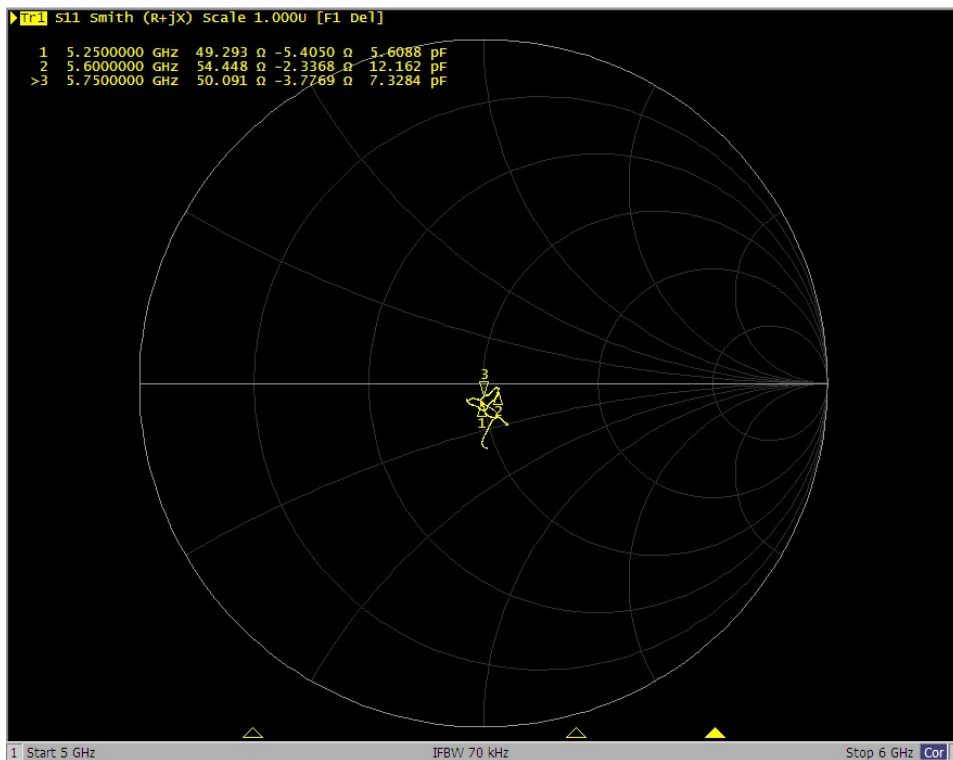 Tr1 S11 Smith (R+jX) Scale 1.000U [F1 Del]
1 5.2500000 GHz 49.293 Ω -5.4050 Ω 5.6088 pF
2 5.6000000 GHz 54.448 Ω -2.3368 Ω 12.162 pF
>3 5.7500000 GHz 50.091 Ω -3.7769 Ω 7.3284 pF
3
2
1
1 Start 5 GHz IFBW 70 kHz Stop 6 GHz Cor